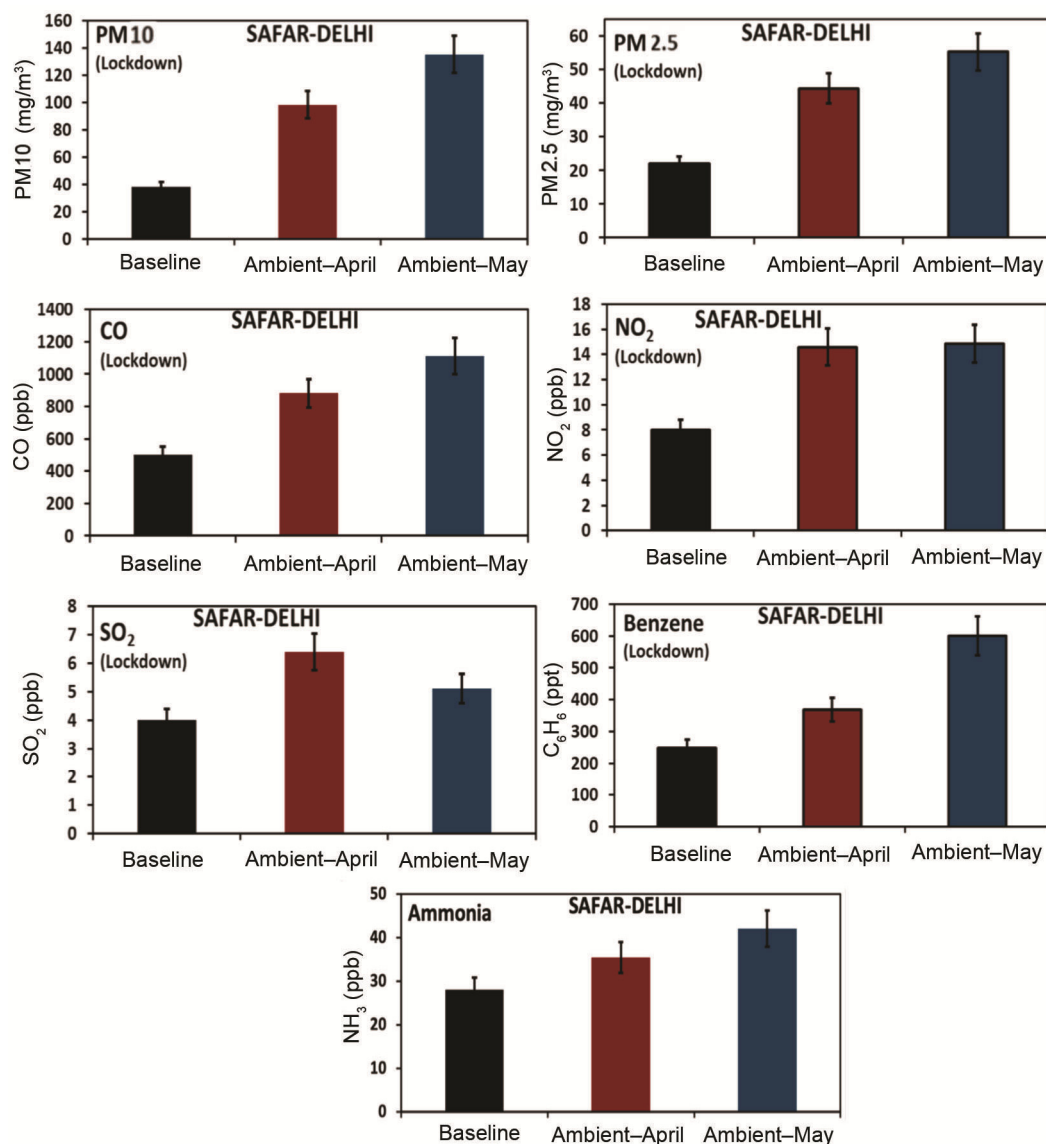 PM10 SAFAR-DELHI
(Lockdown)
PM10 (mg/m³)
160
140
120
100
80
60
40
20
0
Baseline Ambient–April Ambient–May
PM 2.5 SAFAR-DELHI
(Lockdown)
PM2.5 (mg/m³)
60
50
40
30
20
10
0
Baseline Ambient–April Ambient–May
CO SAFAR-DELHI
(Lockdown)
CO (ppb)
1400
1200
1000
800
600
400
200
0
Baseline Ambient–April Ambient–May
NO₂ SAFAR-DELHI
(Lockdown)
NO₂ (ppb)
18
16
14
12
10
8
6
4
2
0
Baseline Ambient–April Ambient–May
SO₂ SAFAR-DELHI
(Lockdown)
SO₂ (ppb)
8
7
6
5
4
3
2
1
0
Baseline Ambient–April Ambient–May
Benzene SAFAR-DELHI
(Lockdown)
C₆H₆ (ppt)
700
600
500
400
300
200
100
0
Baseline Ambient–April Ambient–May
Ammonia SAFAR-DELHI
NH₃ (ppb)
50
40
30
20
10
0
Baseline Ambient–April Ambient–May